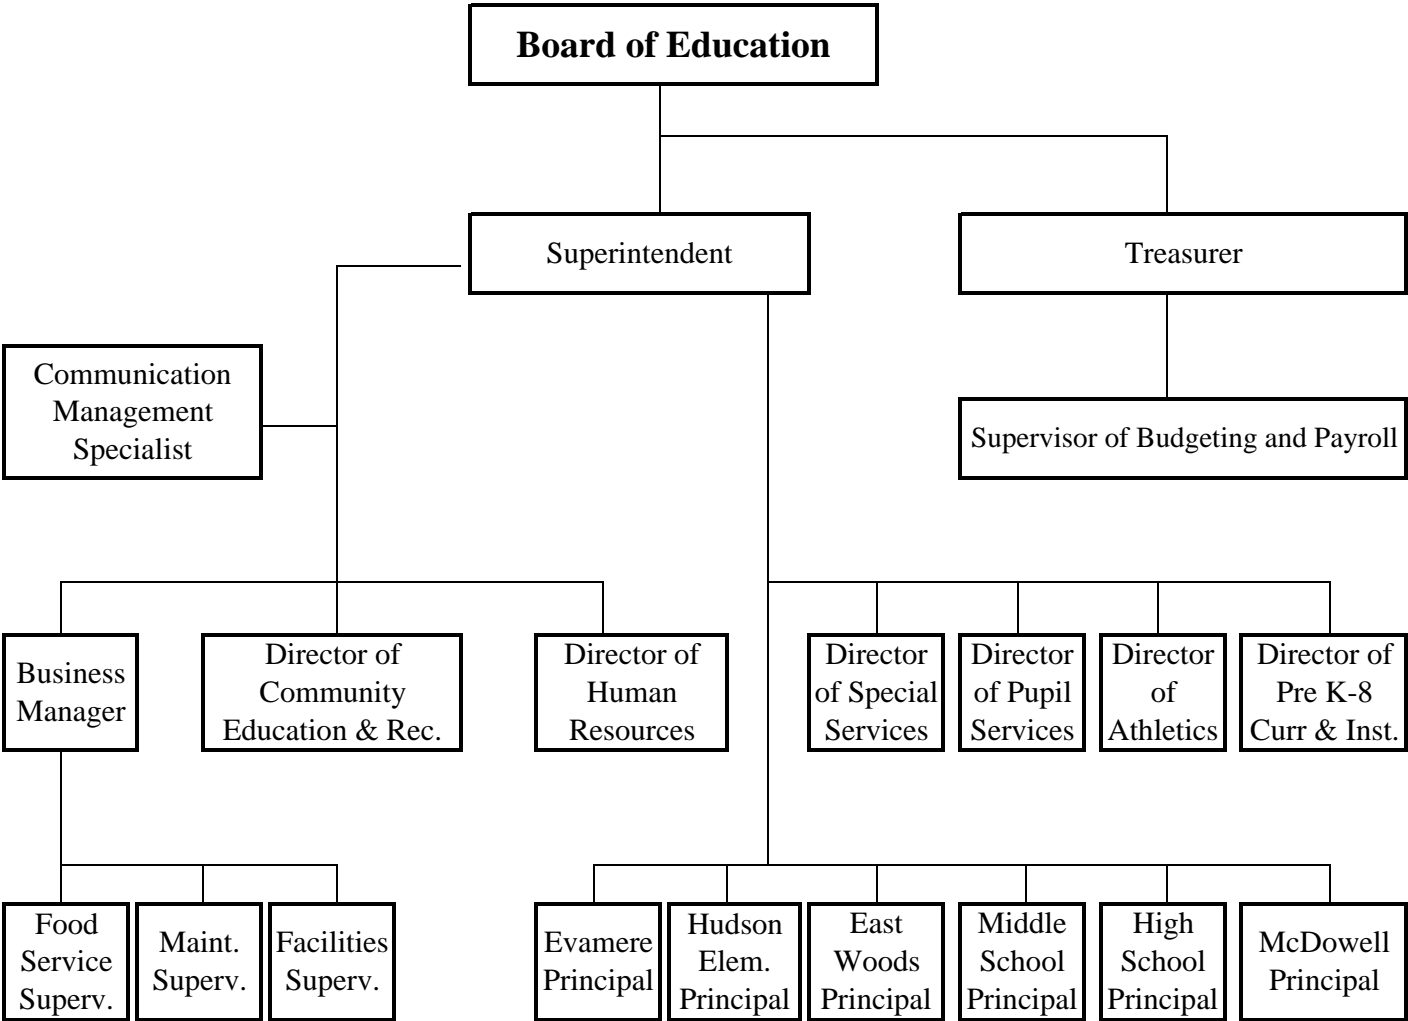 Board of Education
Superintendent
Treasurer
Communication
Management
Specialist
Supervisor of Budgeting and Payroll
Business
Manager
Director of
Community
Education & Rec.
Director of
Human
Resources
Director
of Special
Services
Director
of Pupil
Services
Director
of
Athletics
Director of
Pre K-8
Curr & Inst.
Food
Service
Superv.
Maint.
Superv.
Facilities
Superv.
Evamere
Principal
Hudson
Elem.
Principal
East
Woods
Principal
Middle
School
Principal
High
School
Principal
McDowell
Principal